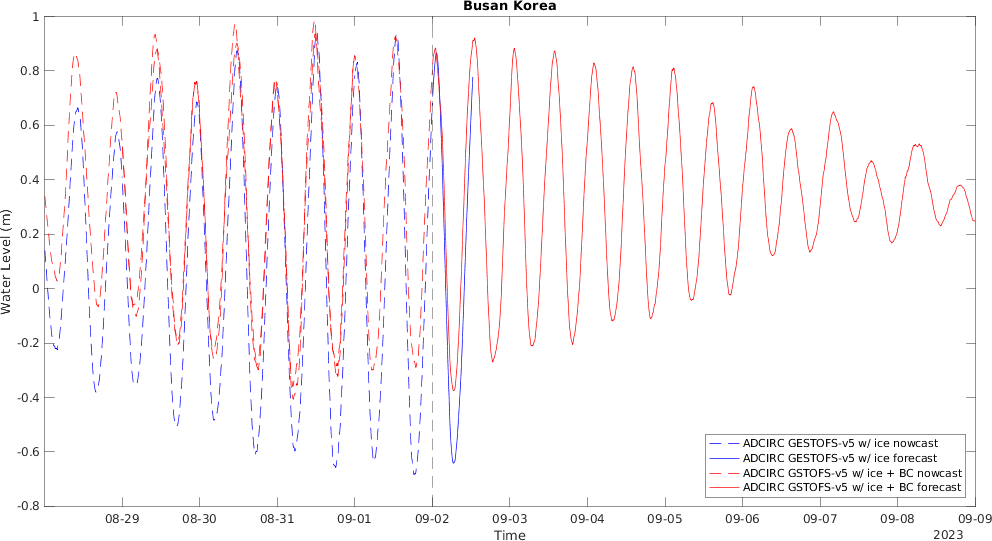 Busan Korea
Water Level (m)
1
0.8
0.6
0.4
0.2
0
-0.2
-0.4
-0.6
-0.8
ADCIRC GESTOFS-v5 w/ ice nowcast
ADCIRC GESTOFS-v5 w/ ice forecast
ADCIRC GSTOFS-v5 w/ ice + BC nowcast
ADCIRC GSTOFS-v5 w/ ice + BC forecast
08-29 08-30 08-31 09-01 09-02 09-03 09-04 09-05 09-06 09-07 09-08 09-09
Time
2023